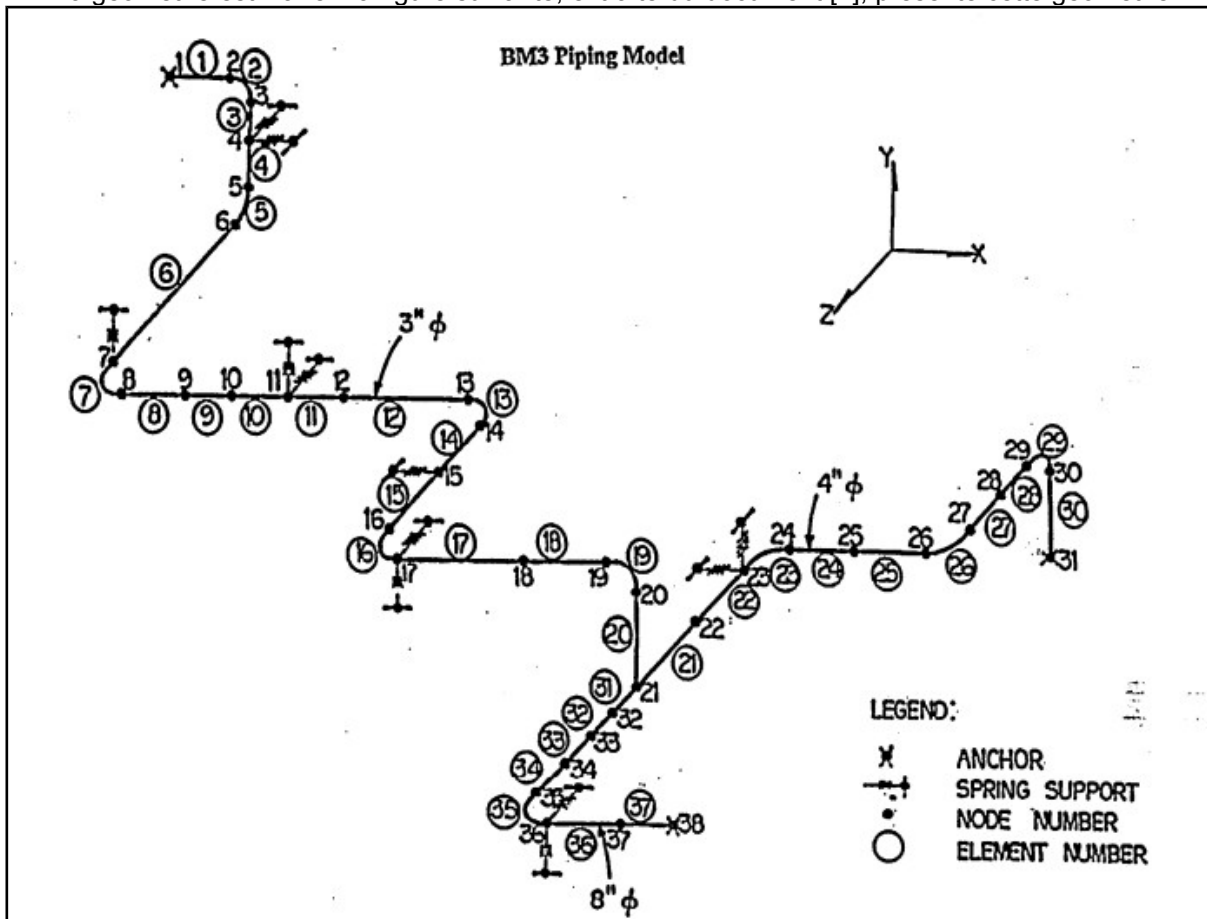 BM3 Piping Model
1 ① 2 ②
3
③
4
④
5
⑤
6
⑥
Y
X
Z
3" ϕ
7
⑦ 8 9 10 11 12 13 ⑬
⑧ ⑨ ⑩ ⑪ ⑫
14
⑭
15
⑮
16
⑯ 17 ⑰ 18 ⑱ 19 ⑲
20
⑳
21
㉑
22
㉒
23 ㉓ 24 ㉔ 25 ㉕ 26 ㉖
4" ϕ
27
㉗
28
㉘
29 ㉙
30
㉚
31
㉛
32
㉜
33
㉝
34
㉞
35
㉟
36 ㊱ 37 ㊲ 38
8" ϕ
LEGEND:
ANCHOR
SPRING SUPPORT
NODE NUMBER
ELEMENT NUMBER